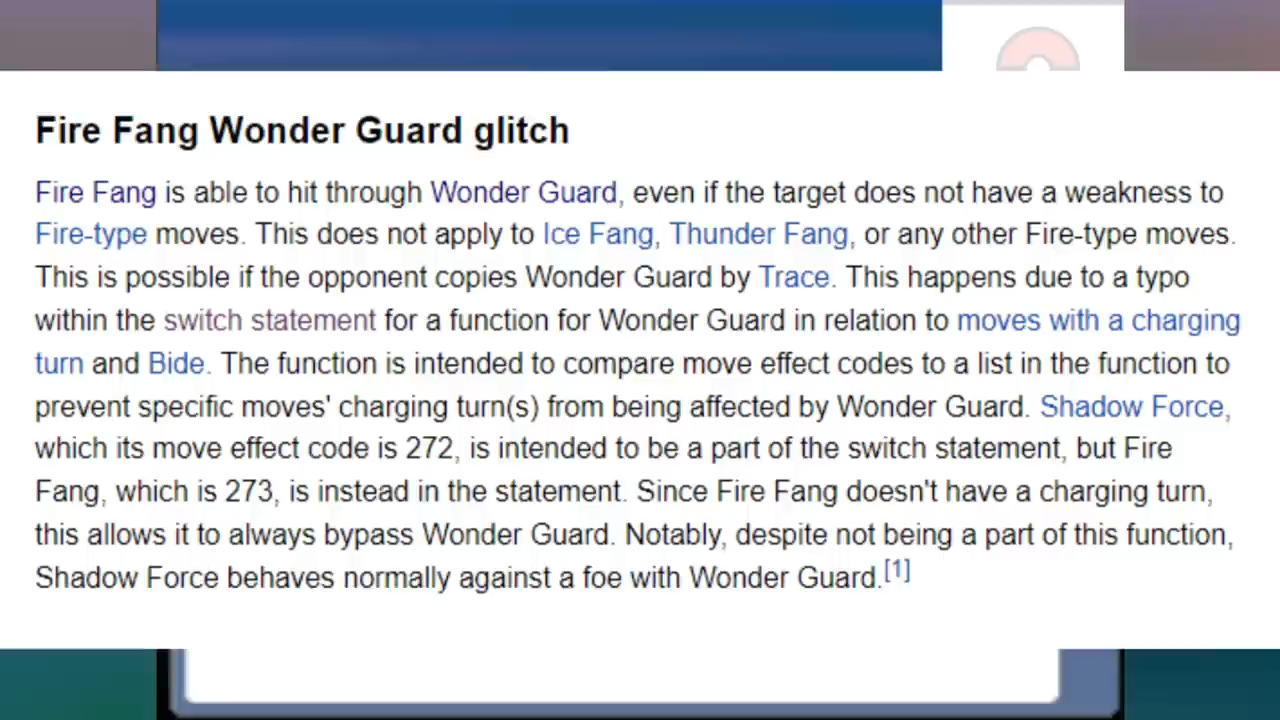 Fire Fang Wonder Guard glitch
Fire Fang is able to hit through Wonder Guard, even if the target does not have a weakness to
Fire-type moves. This does not apply to Ice Fang, Thunder Fang, or any other Fire-type moves.
This is possible if the opponent copies Wonder Guard by Trace. This happens due to a typo
within the switch statement for a function for Wonder Guard in relation to moves with a charging
turn and Bide. The function is intended to compare move effect codes to a list in the function to
prevent specific moves' charging turn(s) from being affected by Wonder Guard. Shadow Force,
which its move effect code is 272, is intended to be a part of the switch statement, but Fire
Fang, which is 273, is instead in the statement. Since Fire Fang doesn't have a charging turn,
this allows it to always bypass Wonder Guard. Notably, despite not being a part of this function,
Shadow Force behaves normally against a foe with Wonder Guard.[1]